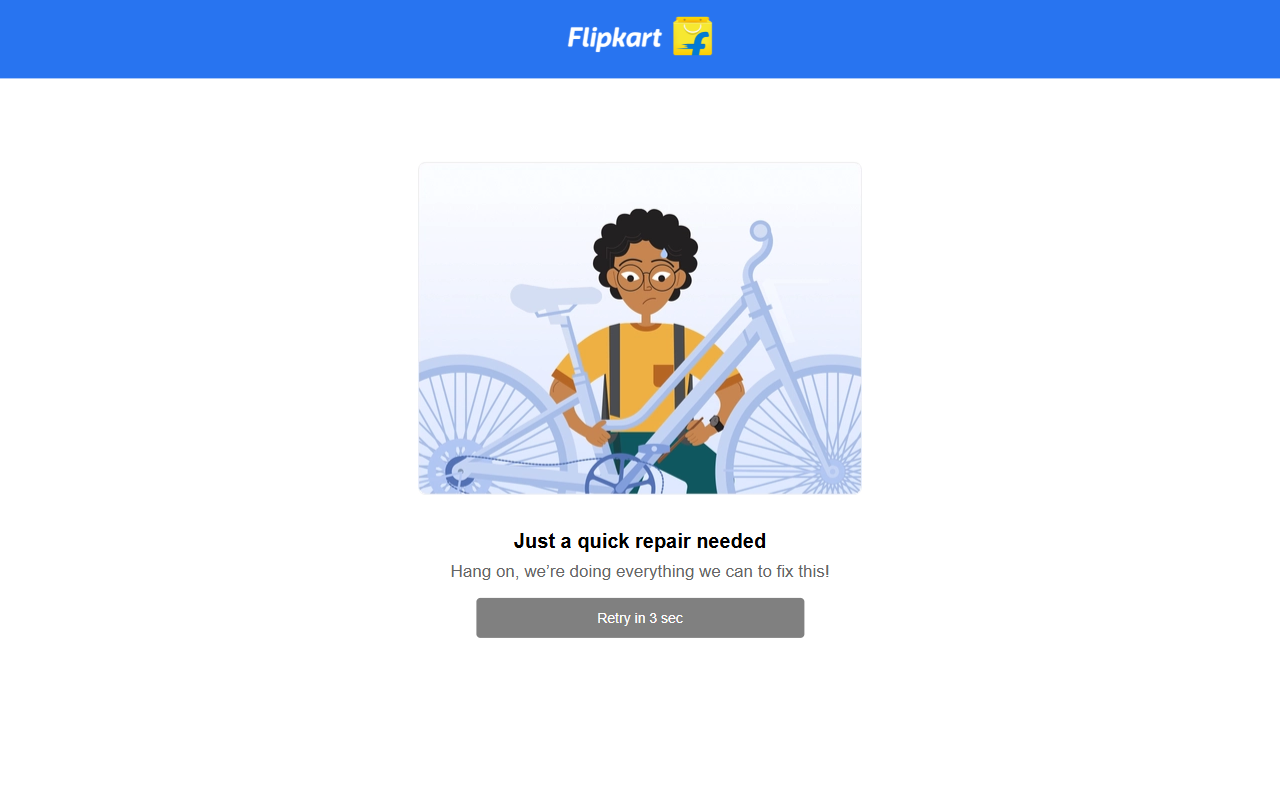 Flipkart
Just a quick repair needed
Hang on, we’re doing everything we can to fix this!
Retry in 3 sec